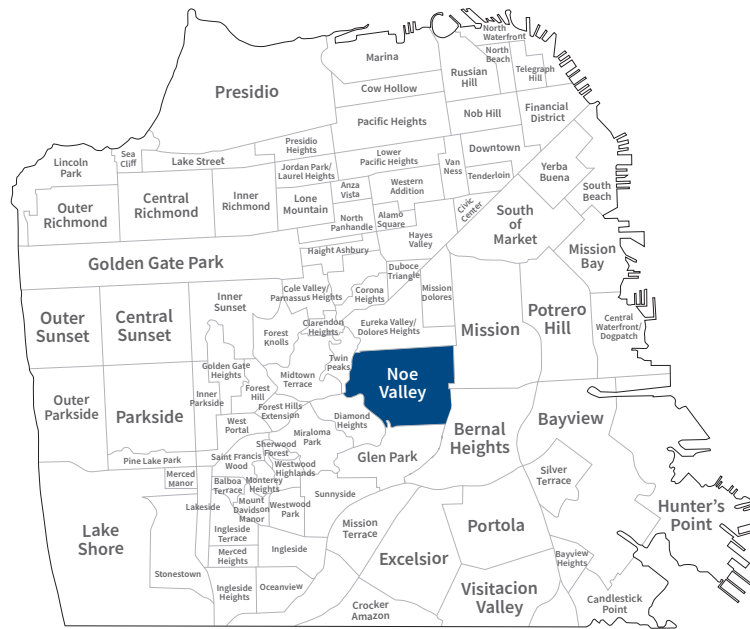 North
Waterfront
Marina
North
Beach
Russian
Hill
Telegraph
Hill
Presidio
Cow Hollow
Nob Hill
Financial
District
Pacific Heights
Presidio
Heights
Lower
Pacific Heights
Downtown
Lincoln
Park
Sea
Cliff
Lake Street
Jordan Park/
Laurel Heights
Van
Ness
Tenderloin
Yerba
Buena
Anza
Vista
Western
Addition
South
Beach
Outer
Richmond
Central
Richmond
Inner
Richmond
Lone
Mountain
North
Panhandle
Alamo
Square
Civic
Center
South
of
Market
Hayes
Valley
Mission
Bay
Haight Ashbury
Golden Gate Park
Duboce
Triangle
Cole Valley/
Parnassus Heights
Corona
Heights
Mission
Dolores
Inner
Sunset
Outer
Sunset
Central
Sunset
Clarendon
Heights
Eureka Valley/
Dolores Heights
Mission
Potrero
Hill
Central
Waterfront/
Dogpatch
Forest
Knolls
Twin
Peaks
Golden Gate
Heights
Midtown
Terrace
Noe
Valley
Outer
Parkside
Parkside
Inner
Parkside
Forest
Hill
Forest Hills
Extension
West
Portal
Diamond
Heights
Miraloma
Park
Bernal
Heights
Bayview
Sherwood
Forest
Saint Francis
Wood
Glen Park
Pine Lake Park
Westwood
Highlands
Merced
Manor
Balboa
Terrace
Monterey
Heights
Silver
Terrace
Sunnyside
Lakeside
Mount
Davidson
Manor
Westwood
Park
Hunter's
Point
Lake
Shore
Ingleside
Terrace
Mission
Terrace
Portola
Merced
Heights
Ingleside
Excelsior
Bayview
Heights
Stonestown
Ingleside
Heights
Oceanview
Visitacion
Valley
Crocker
Amazon
Candlestick
Point